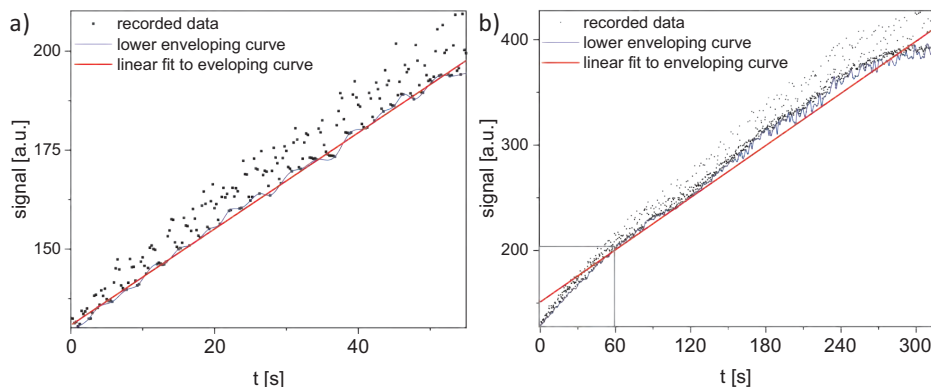 a)
recorded data
lower enveloping curve
linear fit to eveloping curve
signal [a.u.]
200
175
150
0 20 40
t [s]
b)
recorded data
lower enveloping curve
linear fit to enveloping curve
signal [a.u.]
400
300
200
0 60 120 180 240 300
t [s]